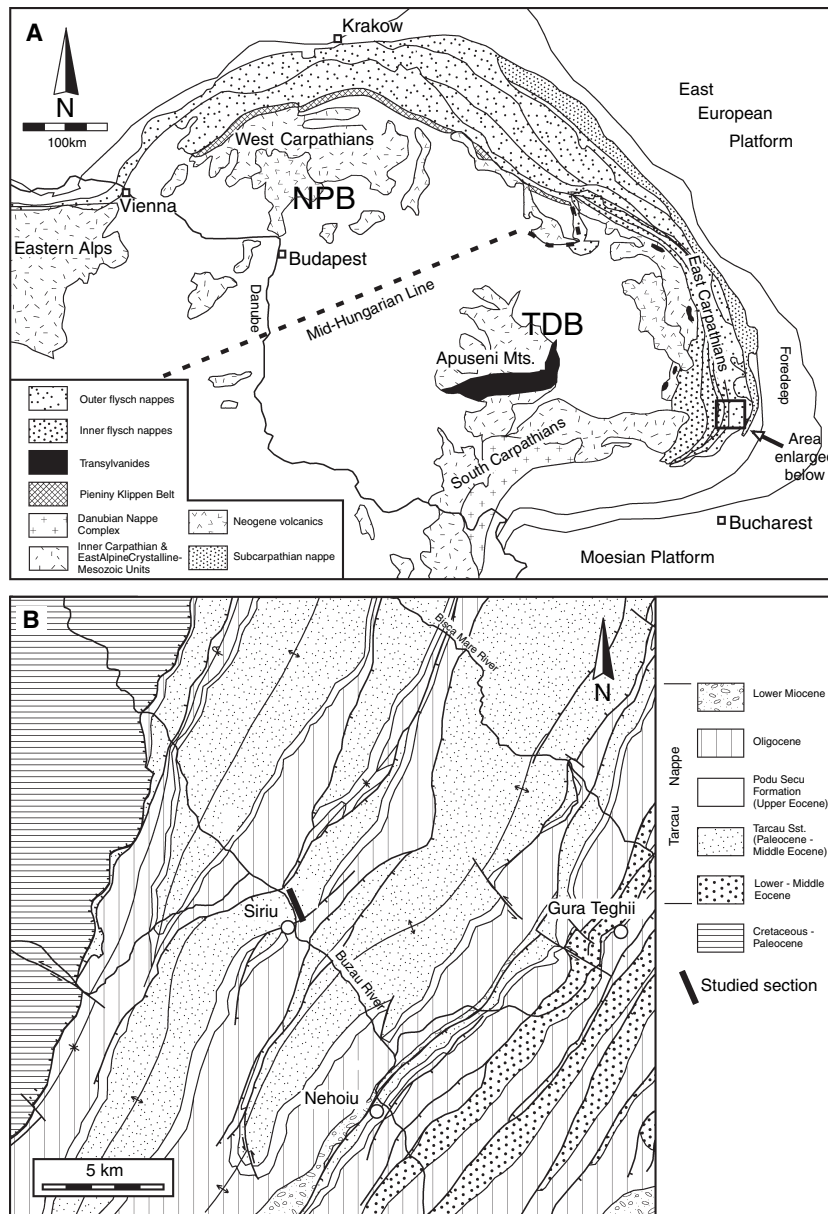 A
Krakow
N
100km
East
European
Platform
West Carpathians
NPB
Vienna
Eastern Alps
Budapest
Danube
Mid-Hungarian Line
TDB
Apuseni Mts.
East Carpathians
Foredeep
South Carpathians
Area
enlarged
below
Bucharest
Moesian Platform
Outer flysch nappes
Inner flysch nappes
Transylvanides
Pieniny Klippen Belt
Danubian Nappe
Complex
Inner Carpathian &
EastAlpineCrystalline-
Mesozoic Units
Neogene volcanics
Subcarpathian nappe
B
Bisca Mare River
N
Siriu
Gura Teghii
Buzau River
Nehoiu
5 km
Tarcau Nappe
Lower Miocene
Oligocene
Podu Secu
Formation
(Upper Eocene)
Tarcau Sst.
(Paleocene -
Middle Eocene)
Lower - Middle
Eocene
Cretaceous -
Paleocene
Studied section